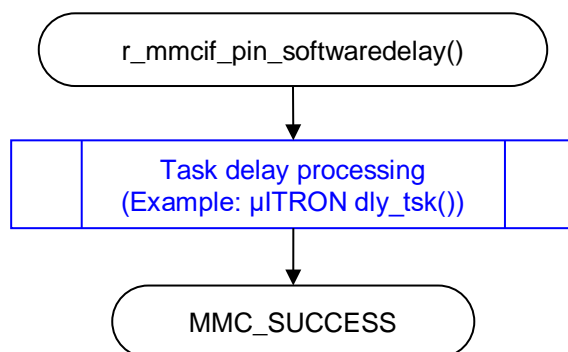 r_mmcif_pin_softwaredelay()
Task delay processing
(Example: µITRON dly_tsk())
MMC_SUCCESS